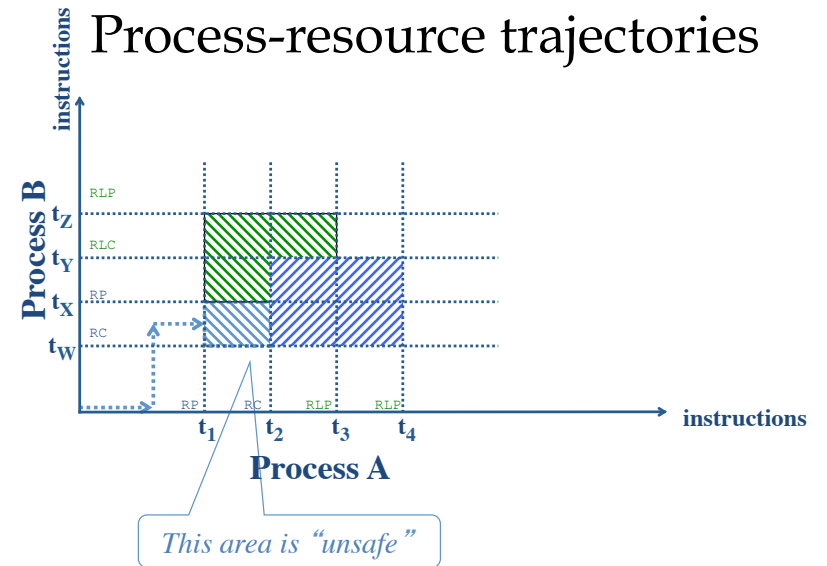 Process-resource trajectories
instructions
Process B
RLP
tZ
RLC
tY
RP
tX
RC
tW
RP RC RLP RLP
t1 t2 t3 t4
instructions
Process A
This area is “unsafe”